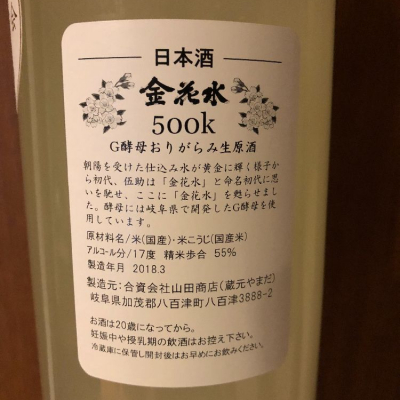 日本酒
金花水
500k
G酵母おりがらみ生原酒
朝陽を受けた仕込み水が黄金に輝く様子か
ら初代、伍助は「金花水」と命名初代に思
いを馳せ、ここに「金花水」を甦らせまし
た。酵母には岐阜県で開発したG酵母を使
用しています。
原材料名/米(国産)・米こうじ(国産米)
アルコール分/17度 精米歩合 55%
製造年月 2018.3
製造元:合資会社山田商店(蔵元やまだ)
岐阜県加茂郡八百津町八百津3888-2
お酒は20歳になってから。
妊娠中や授乳期の飲酒はお控え下さい。
冷蔵庫に保管し開封後はお早めにお飲みください。